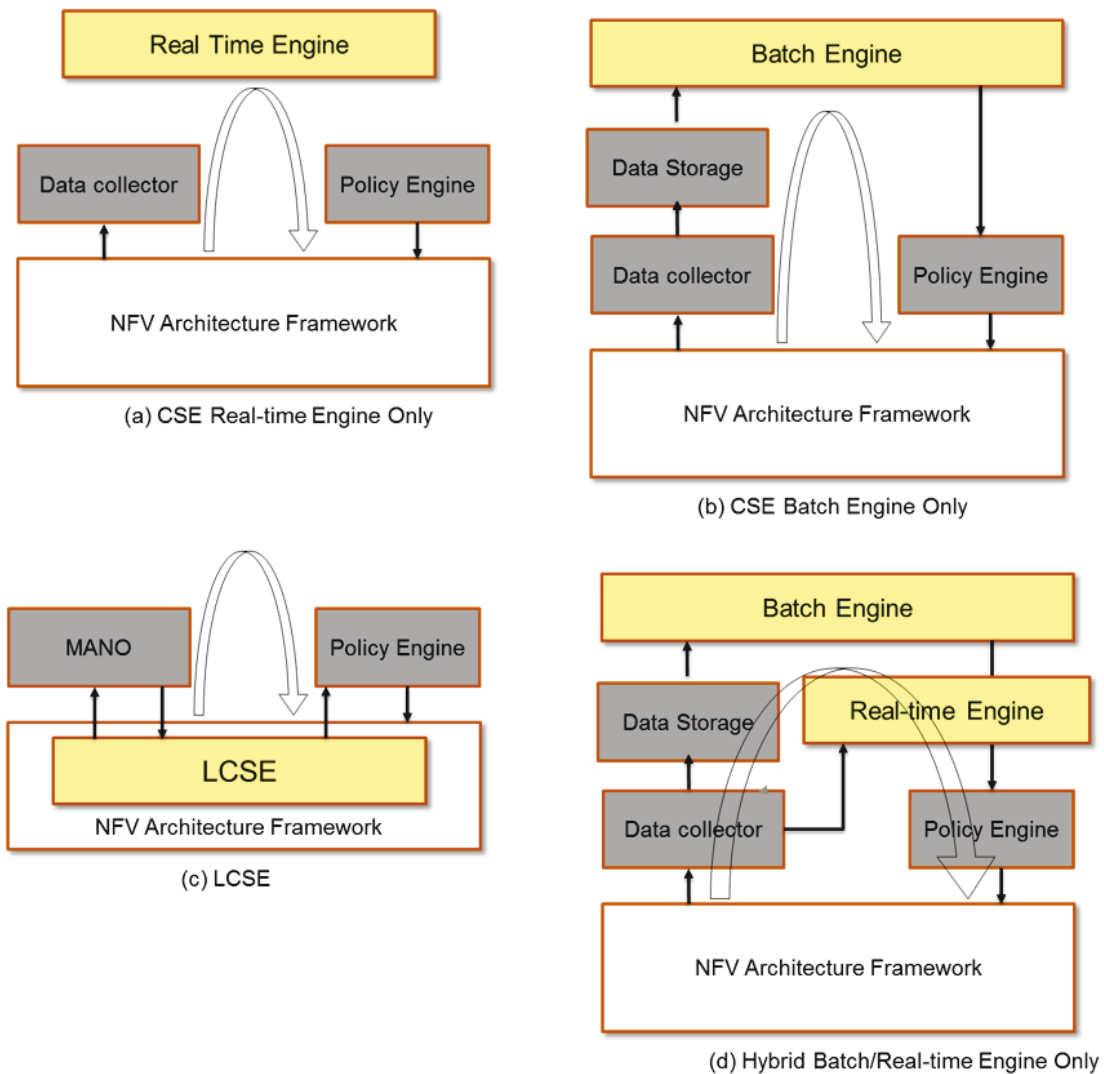 Real Time Engine
Data collector
Policy Engine
NFV Architecture Framework
(a) CSE Real-time Engine Only
Batch Engine
Data Storage
Data collector
Policy Engine
NFV Architecture Framework
(b) CSE Batch Engine Only
MANO
Policy Engine
LCSE
NFV Architecture Framework
(c) LCSE
Batch Engine
Real-time Engine
Data Storage
Data collector
Policy Engine
NFV Architecture Framework
(d) Hybrid Batch/Real-time Engine Only